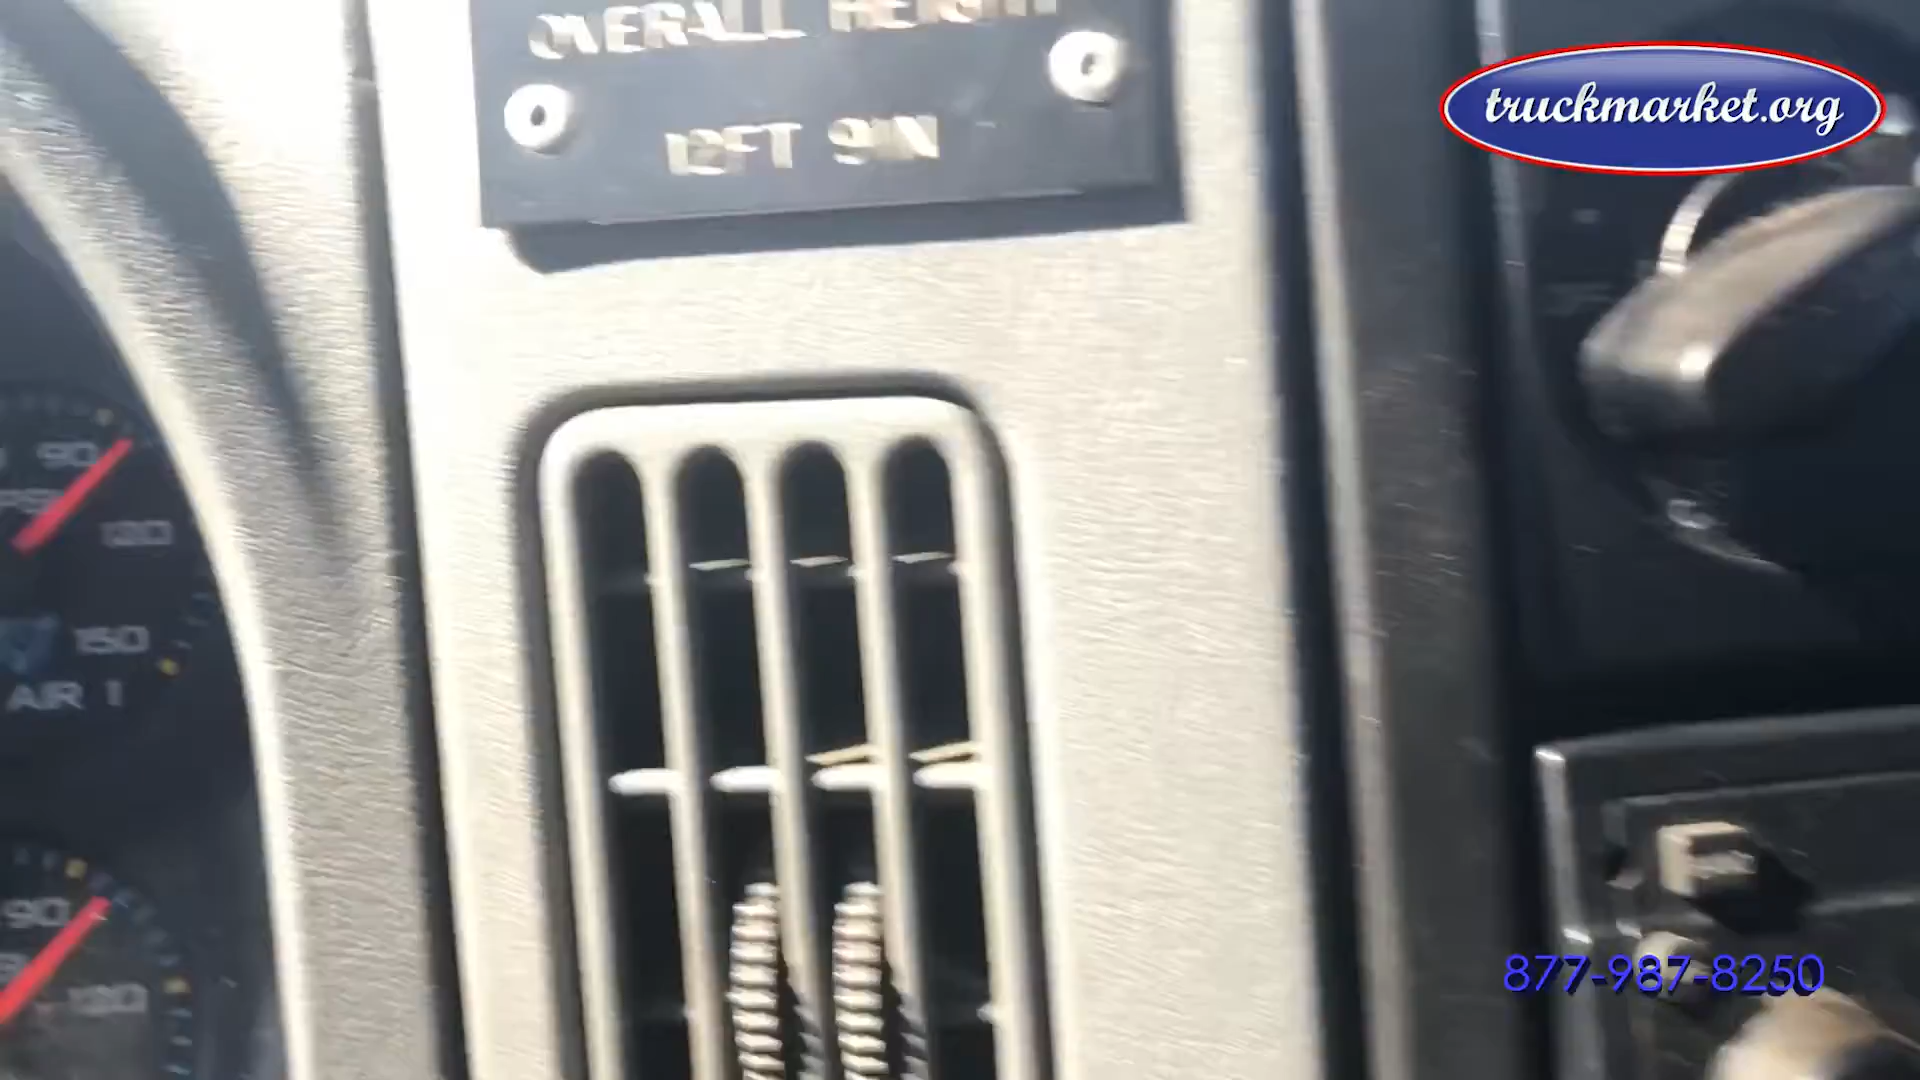 OVERALL HEIGHT
12FT 9IN
truckmarket.org
90
120
150
AIR 1
90
120
877-987-8250